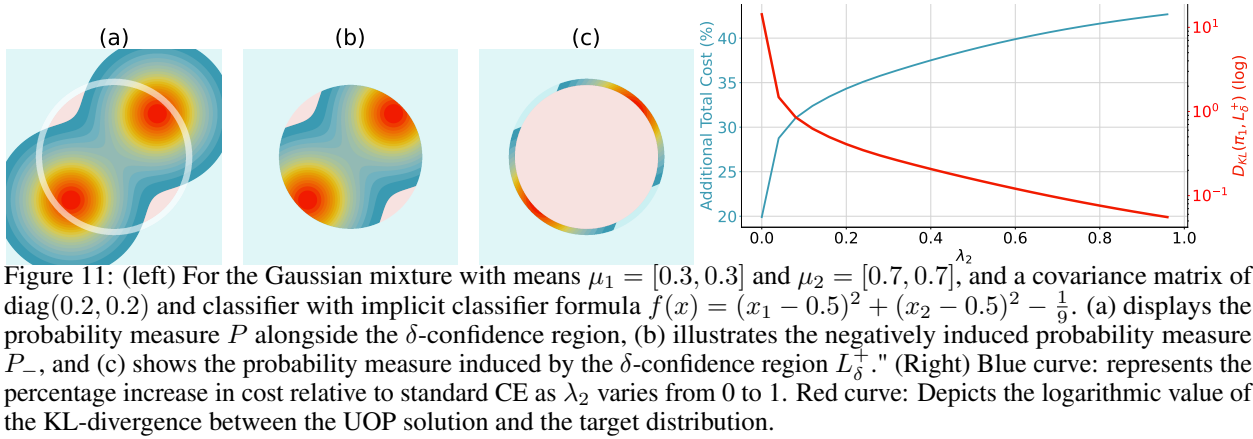 (a)
(b)
(c)
Additional Total Cost (%)
40
35
30
25
20
0.0
0.2
0.4
0.6
0.8
1.0
λ₂
10¹
10⁰
10⁻¹
D_{KL}(π₁, L_δ^+) (log)
Figure 11: (left) For the Gaussian mixture with means μ₁ = [0.3, 0.3] and μ₂ = [0.7, 0.7], and a covariance matrix of
diag(0.2, 0.2) and classifier with implicit classifier formula f(x) = (x₁ − 0.5)² + (x₂ − 0.5)² − 1/9. (a) displays the
probability measure P alongside the δ-confidence region, (b) illustrates the negatively induced probability measure
P₋, and (c) shows the probability measure induced by the δ-confidence region L_δ^+." (Right) Blue curve: represents the
percentage increase in cost relative to standard CE as λ₂ varies from 0 to 1. Red curve: Depicts the logarithmic value of
the KL-divergence between the UOP solution and the target distribution.